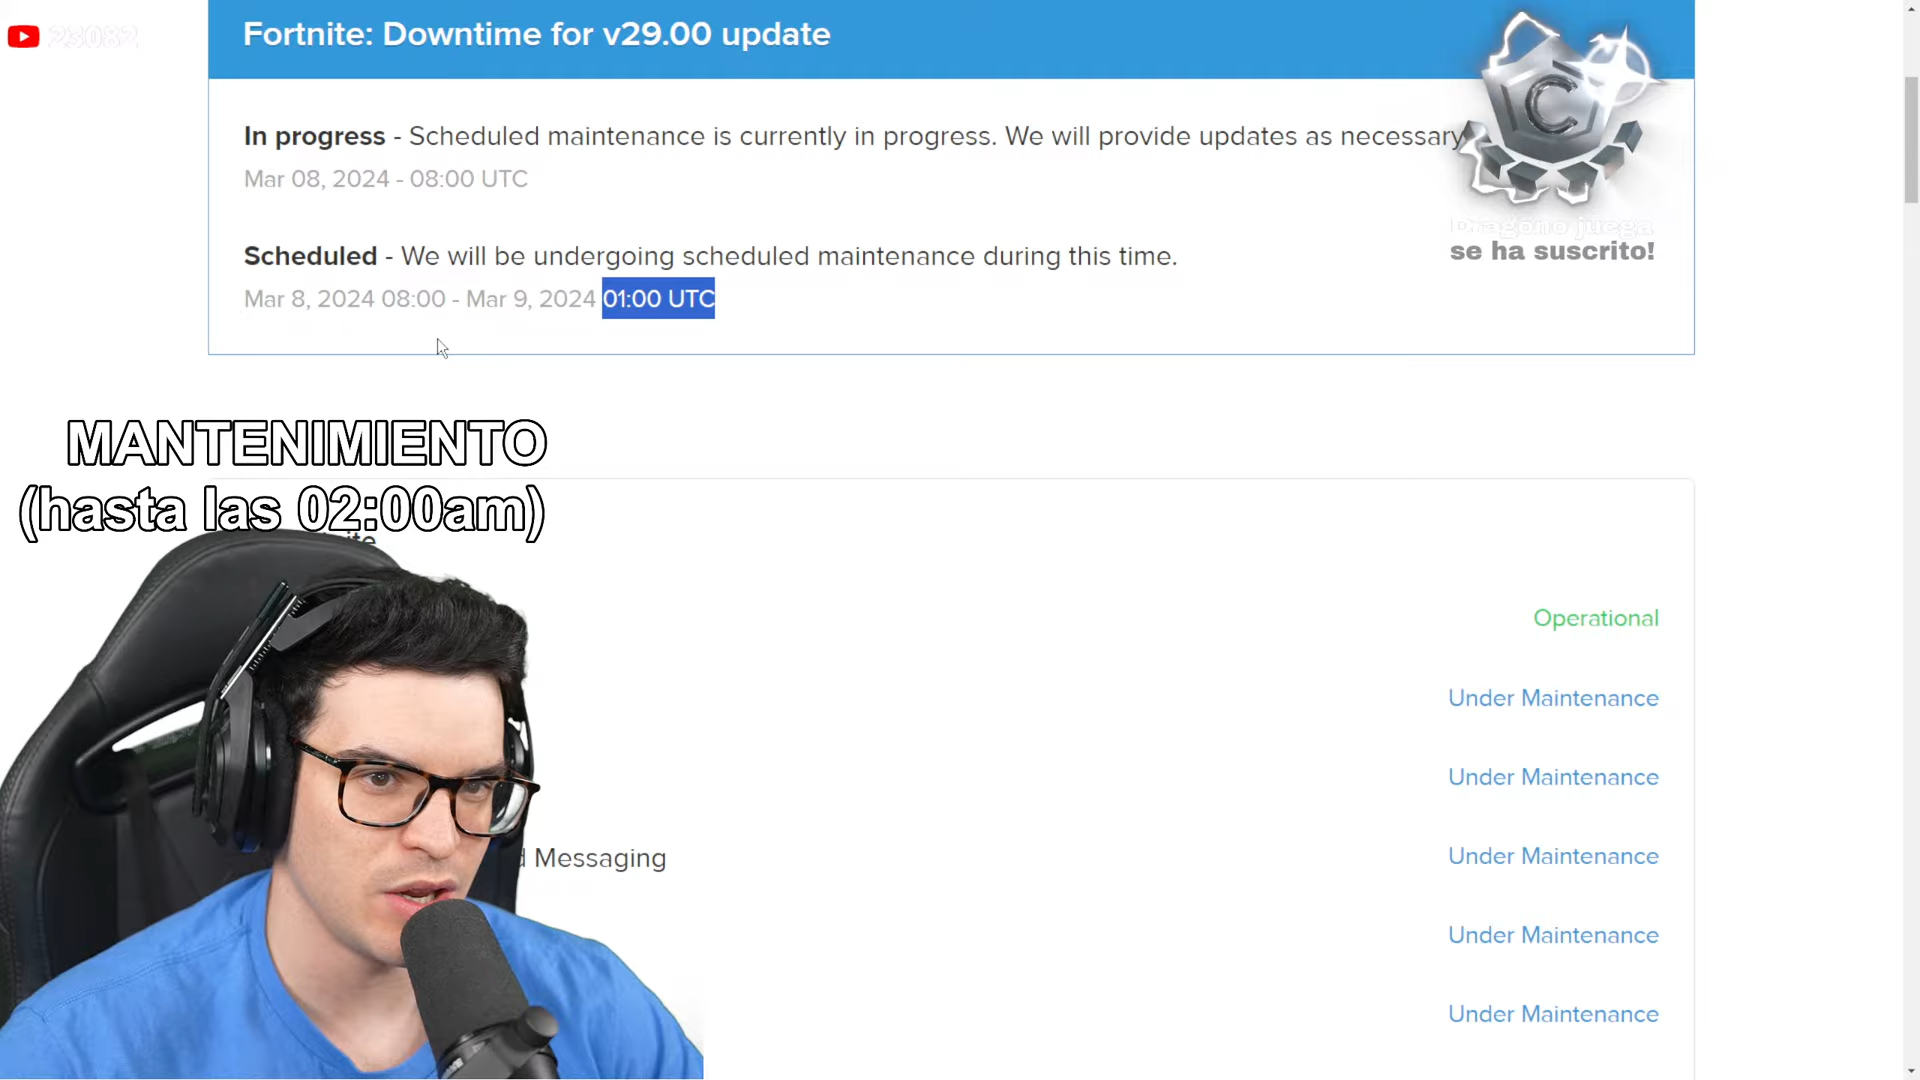 23082
Fortnite: Downtime for v29.00 update
In progress - Scheduled maintenance is currently in progress. We will provide updates as necessary
Mar 08, 2024 - 08:00 UTC
C
Dragono juega
se ha suscrito!
Scheduled - We will be undergoing scheduled maintenance during this time.
Mar 8, 2024 08:00 - Mar 9, 2024 01:00 UTC
MANTENIMIENTO
(hasta las 02:00am)
Operational
Under Maintenance
Under Maintenance
Messaging
Under Maintenance
Under Maintenance
Under Maintenance